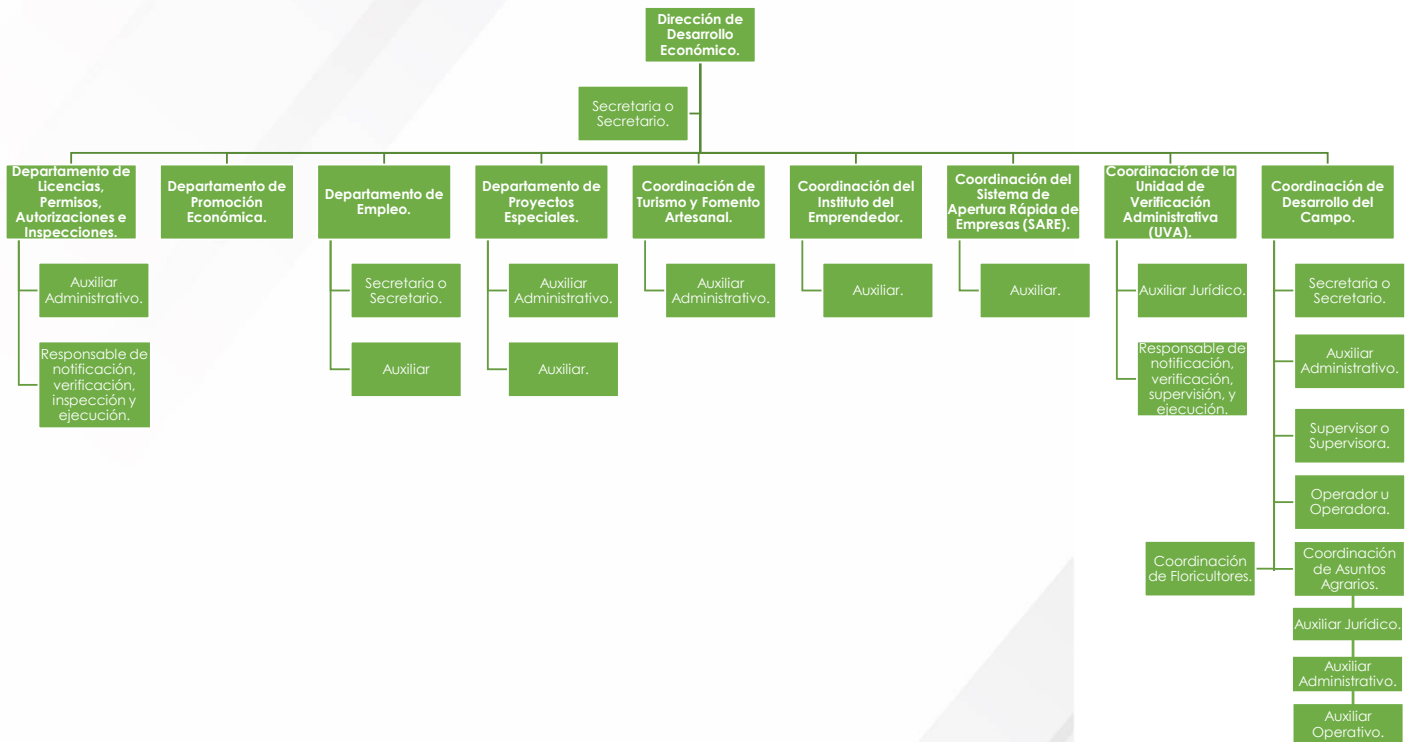 Dirección de
Desarrollo
Económico.
Secretaria o
Secretario.
Departamento de
Licencias,
Permisos,
Autorizaciones e
Inspecciones.
Departamento de
Promoción
Económica.
Departamento de
Empleo.
Departamento de
Proyectos
Especiales.
Coordinación de
Turismo y Fomento
Artesanal.
Coordinación del
Instituto del
Emprendedor.
Coordinación del
Sistema de
Apertura Rápida de
Empresas (SARE).
Coordinación de la
Unidad de
Verificación
Administrativa
(UVA).
Coordinación de
Desarrollo del
Campo.
Auxiliar
Administrativo.
Responsable de
notificación,
verificación,
inspección y
ejecución.
Secretaria o
Secretario.
Auxiliar
Auxiliar
Administrativo.
Auxiliar.
Auxiliar
Administrativo.
Auxiliar.
Auxiliar.
Auxiliar Jurídico.
Responsable de
notificación,
verificación,
supervisión, y
ejecución.
Secretaria o
Secretario.
Auxiliar
Administrativo.
Supervisor o
Supervisora.
Operador u
Operadora.
Coordinación
de Floricultores.
Coordinación
de Asuntos
Agrarios.
Auxiliar Jurídico.
Auxiliar
Administrativo.
Auxiliar
Operativo.